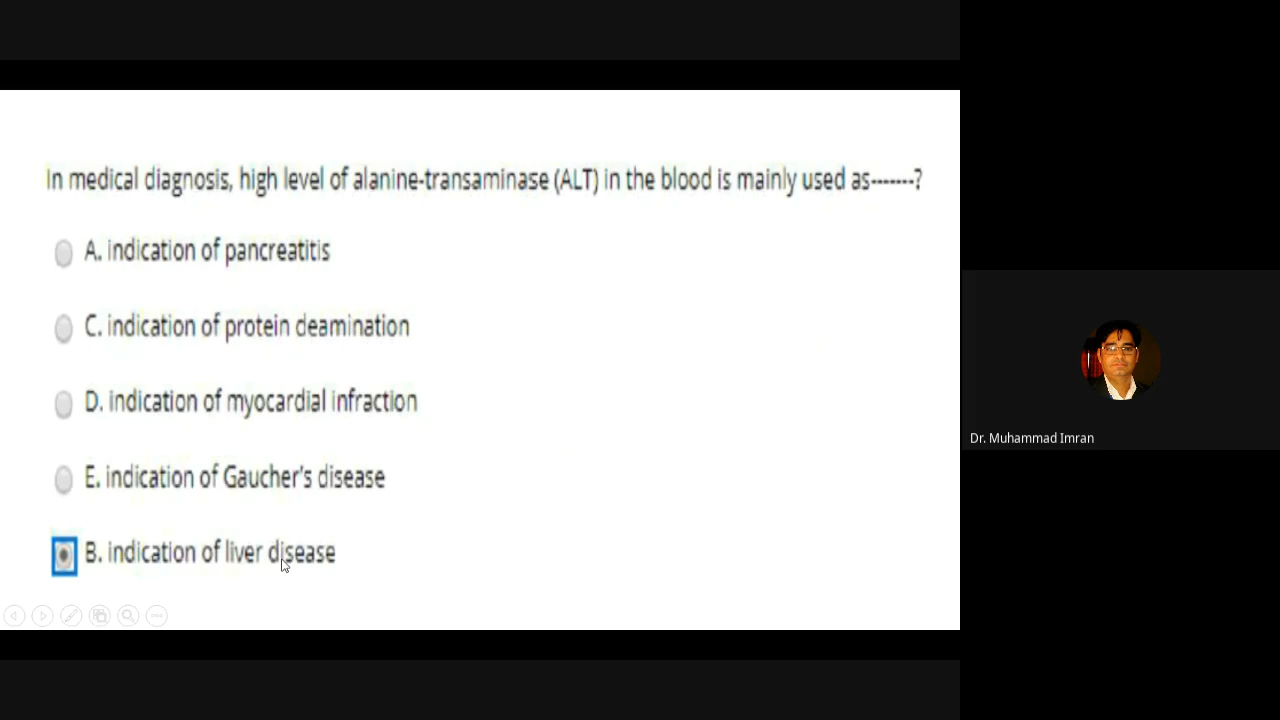 In medical diagnosis, high level of alanine-transaminase (ALT) in the blood is mainly used as-------?
A. indication of pancreatitis
C. indication of protein deamination
D. indication of myocardial infraction
E. indication of Gaucher's disease
B. indication of liver disease
Dr. Muhammad Imran